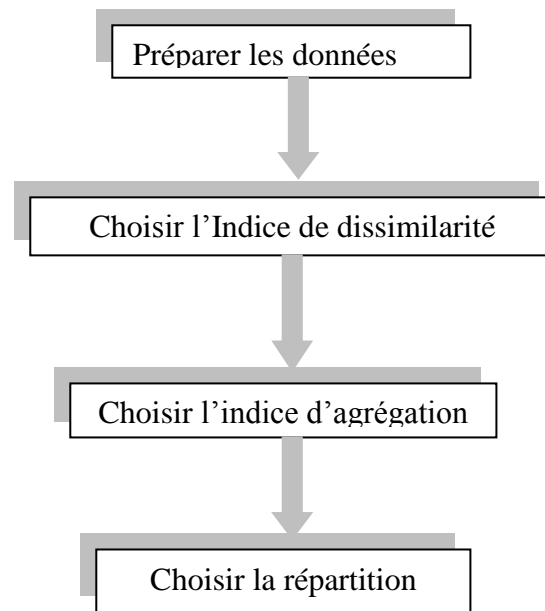 Préparer les données
Choisir l’Indice de dissimilarité
Choisir l’indice d’agrégation
Choisir la répartition